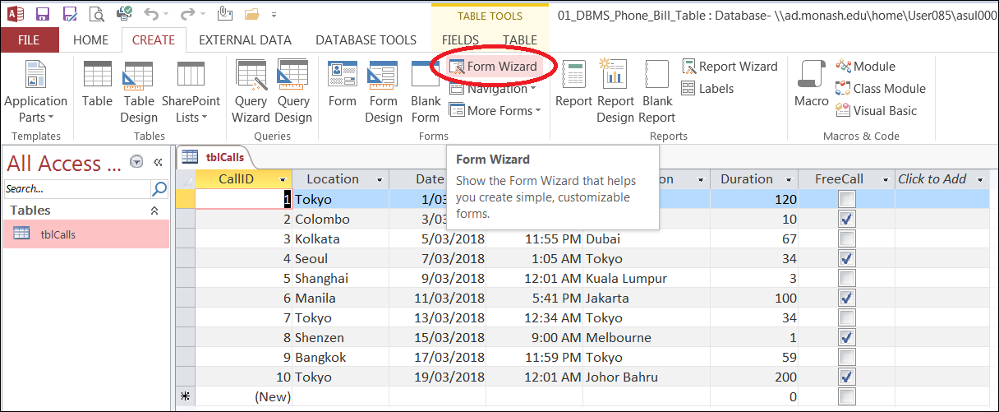 TABLE TOOLS
01_DBMS_Phone_Bill_Table : Database- \\ad.monash.edu\home\User085\asul000
FILE HOME CREATE EXTERNAL DATA DATABASE TOOLS FIELDS TABLE
Application Parts
Table
Table Design
SharePoint Lists
Query Wizard
Query Design
Form
Form Design
Blank Form
Form Wizard
Navigation
More Forms
Report
Report Design
Blank Report
Report Wizard
Labels
Macro
Module
Class Module
Visual Basic
Templates Tables Queries Forms Reports Macros & Code
All Access ...
Search...
Tables
tblCalls
tblCalls
Form Wizard
Show the Form Wizard that helps
you create simple, customizable
forms.
CallID Location Date on Duration FreeCall Click to Add
1 Tokyo 1/03 120
2 Colombo 3/03 10
3 Kolkata 5/03/2018 11:55 PM Dubai 67
4 Seoul 7/03/2018 1:05 AM Tokyo 34
5 Shanghai 9/03/2018 12:01 AM Kuala Lumpur 3
6 Manila 11/03/2018 5:41 PM Jakarta 100
7 Tokyo 13/03/2018 12:34 AM Tokyo 34
8 Shenzen 15/03/2018 9:00 AM Melbourne 1
9 Bangkok 17/03/2018 11:59 PM Tokyo 59
10 Tokyo 19/03/2018 12:01 AM Johor Bahru 200
(New) 0